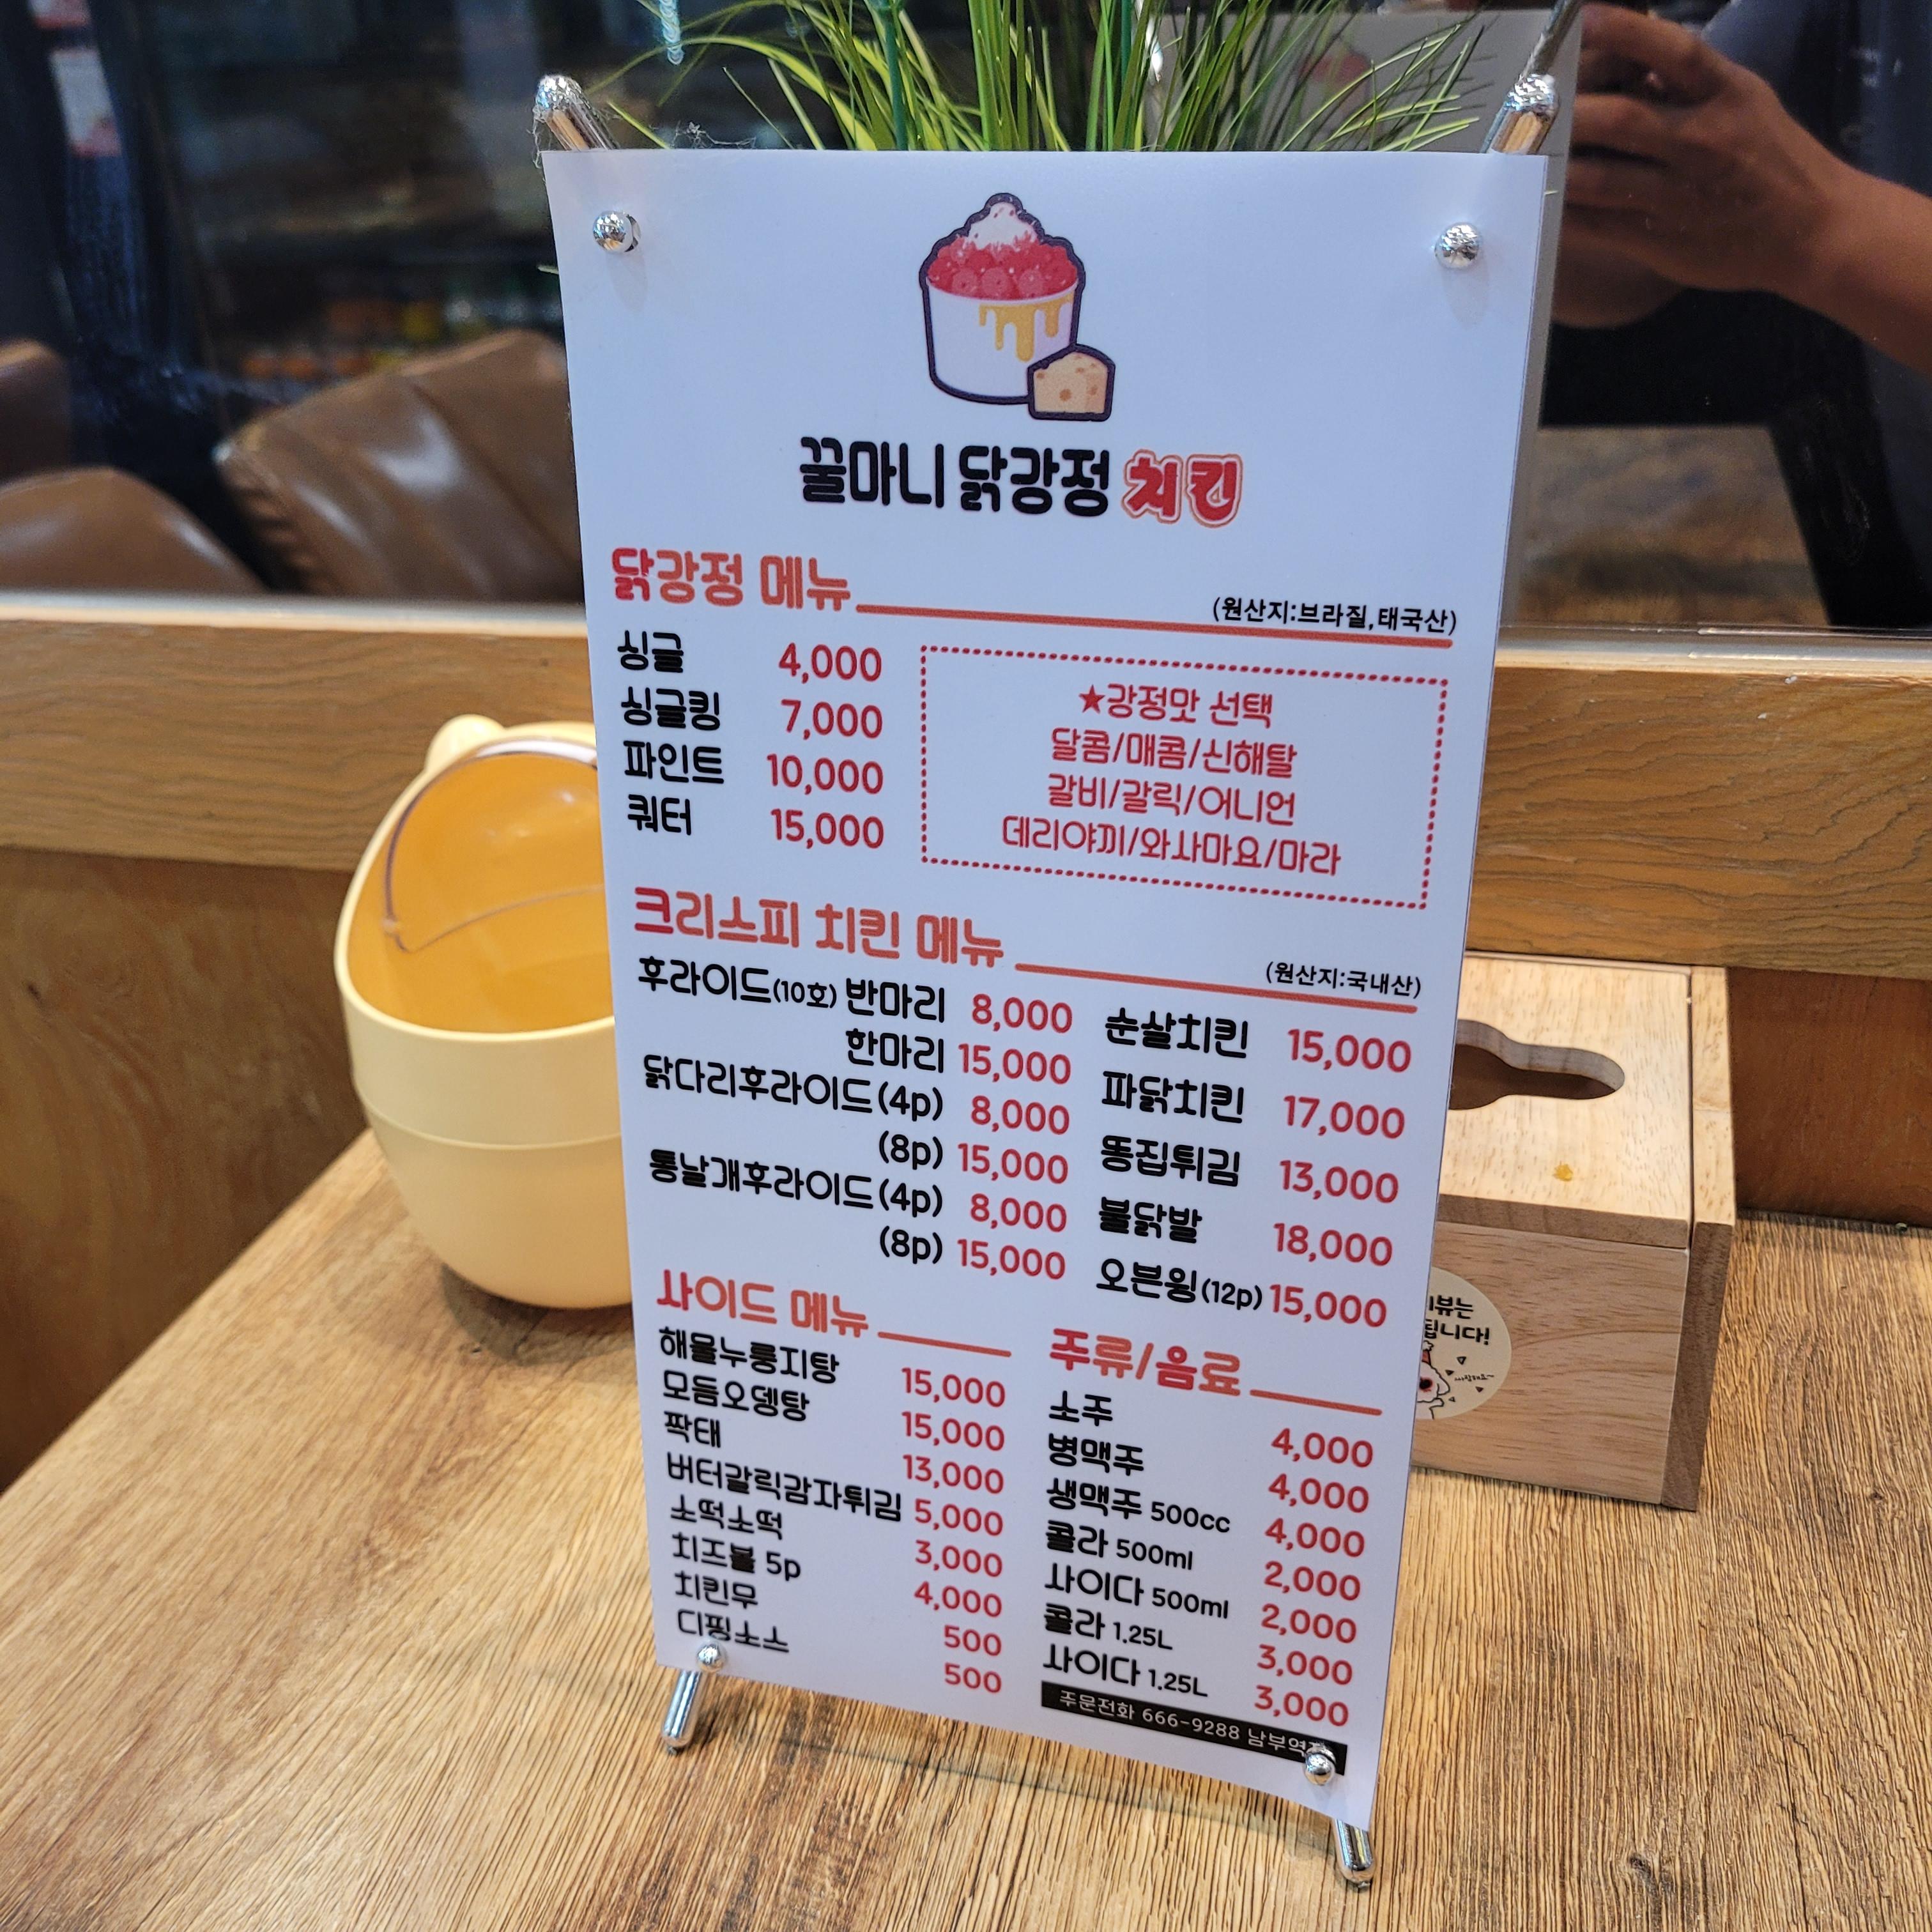 꿀마니 닭강정 치킨
닭강정 메뉴
(원산지:브라질,태국산)
싱글 4,000
싱글킹 7,000
파인트 10,000
쿼터 15,000
★강정맛 선택
달콤/매콤/신해탈
갈비/갈릭/어니언
데리야끼/와사마요/마라
크리스피 치킨 메뉴
(원산지:국내산)
후라이드(10호) 반마리 8,000
한마리 15,000
닭다리후라이드(4p) 8,000
(8p) 15,000
통날개후라이드(4p) 8,000
(8p) 15,000
순살치킨 15,000
파닭치킨 17,000
똥집튀김 13,000
불닭발 18,000
오븐윙(12p) 15,000
사이드 메뉴
해물누룽지탕 15,000
모듬오뎅탕 15,000
짝태 13,000
버터갈릭감자튀김 5,000
소떡소떡 3,000
치즈볼 5p 4,000
치킨무 500
디핑소스 500
주류/음료
소주 4,000
병맥주 4,000
생맥주 500cc 4,000
콜라 500ml 2,000
사이다 500ml 2,000
콜라 1.25L 3,000
사이다 1.25L 3,000
주문전화 666-9288